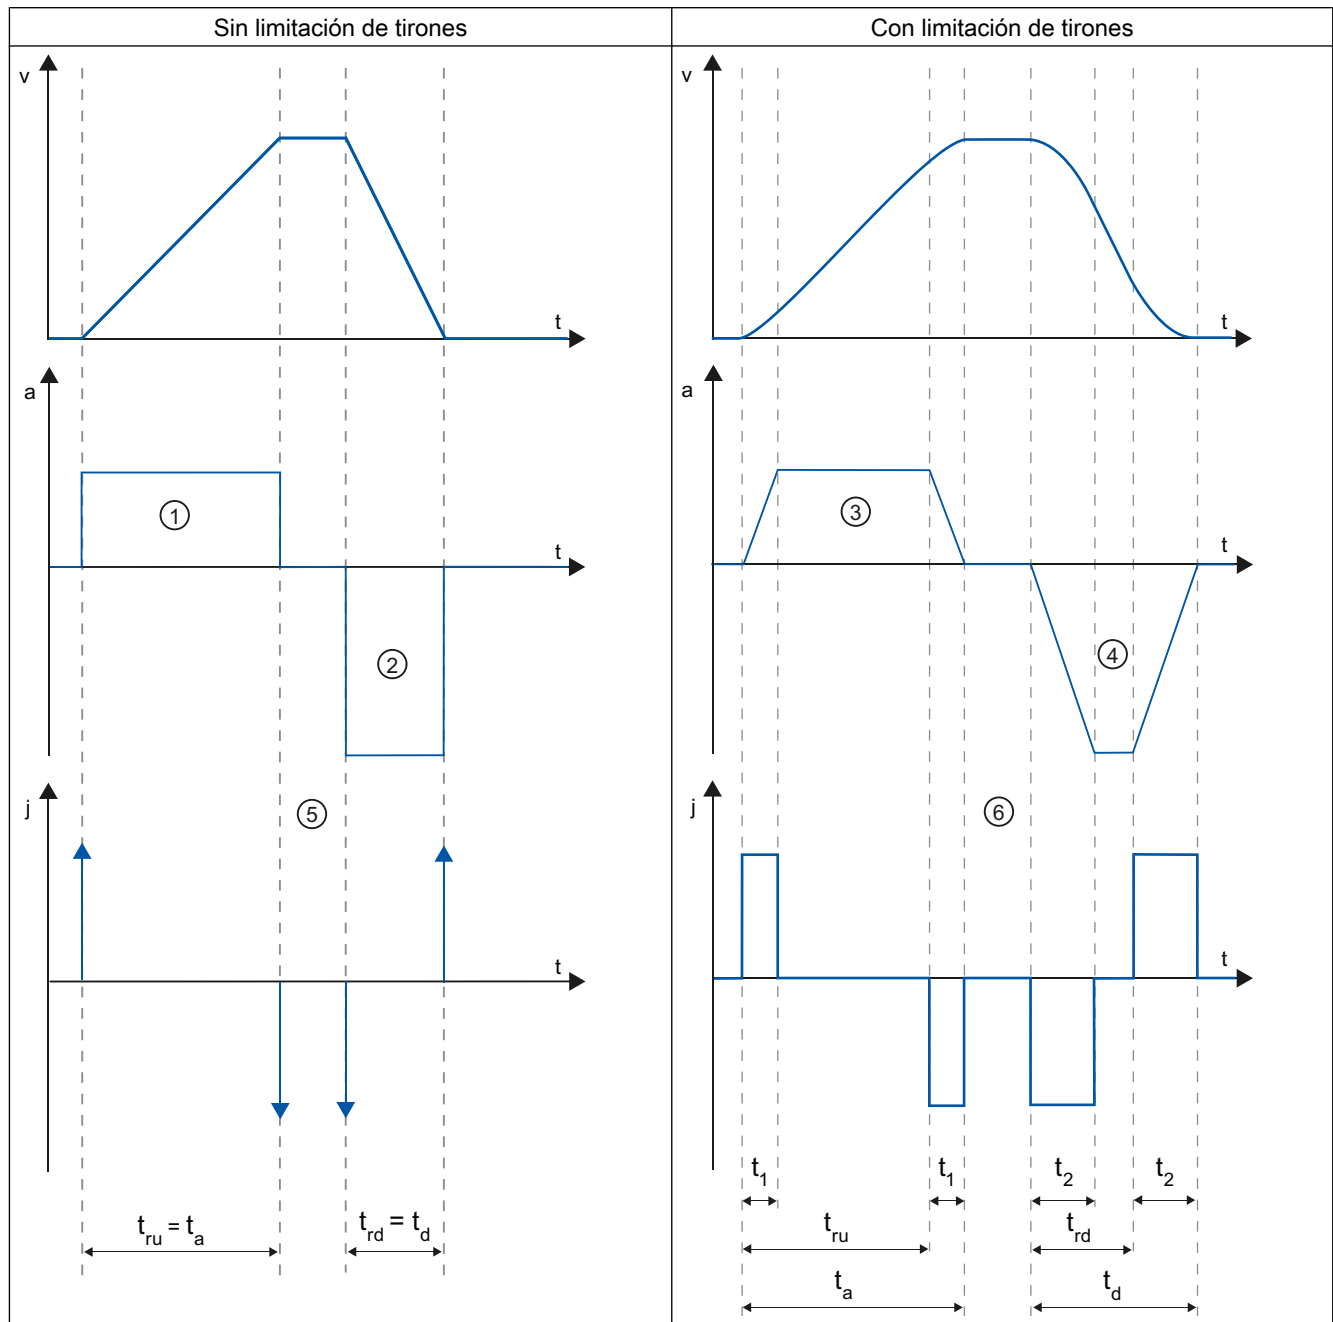 Sin limitación de tirones
Con limitación de tirones
v
t
v
t
a
1
t
2
a
3
t
4
j
5
t
j
6
t
t1
t1
t2
t2
tru = ta
trd = td
tru
trd
ta
td